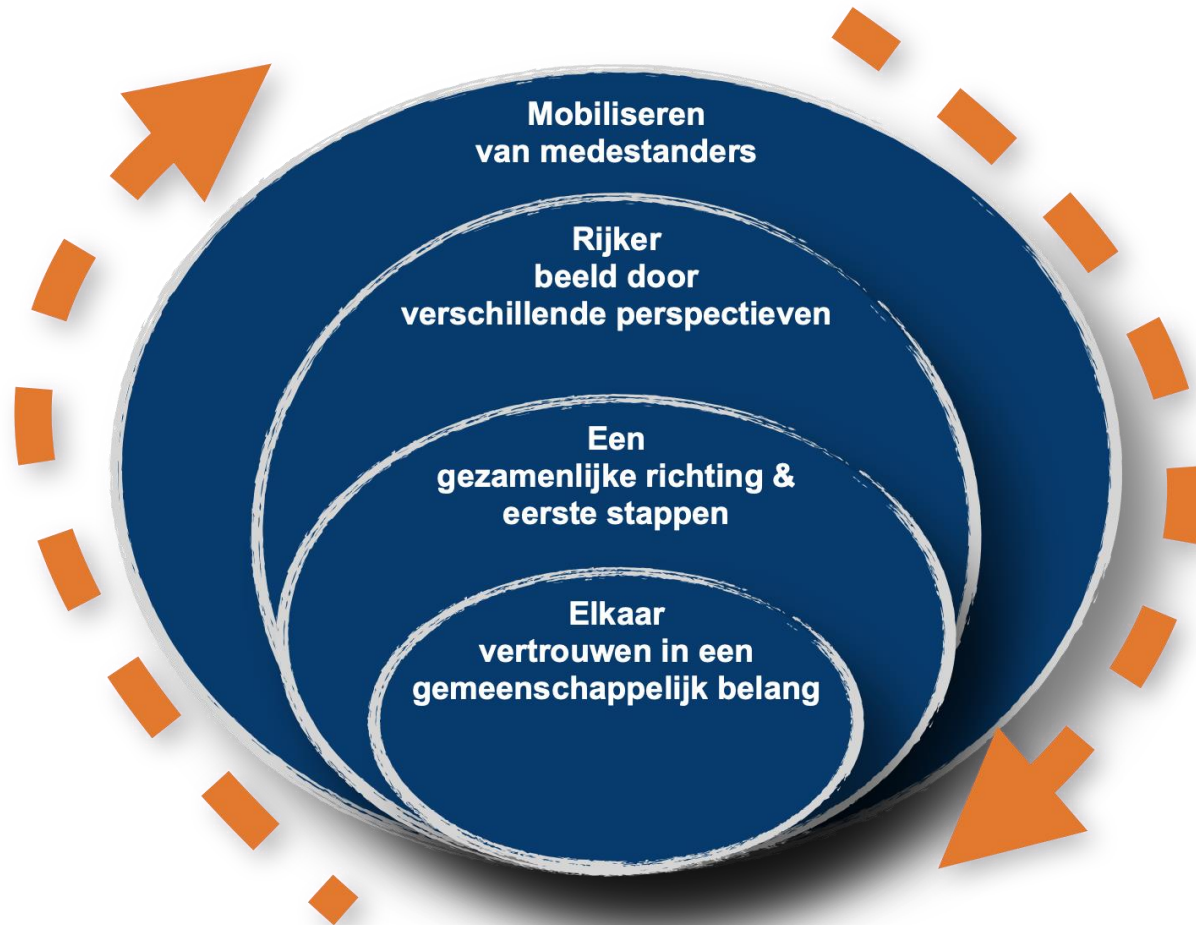 Mobiliseren
van medestanders
Rijker
beeld door
verschillende perspectieven
Een
gezamenlijke richting &
eerste stappen
Elkaar
vertrouwen in een
gemeenschappelijk belang